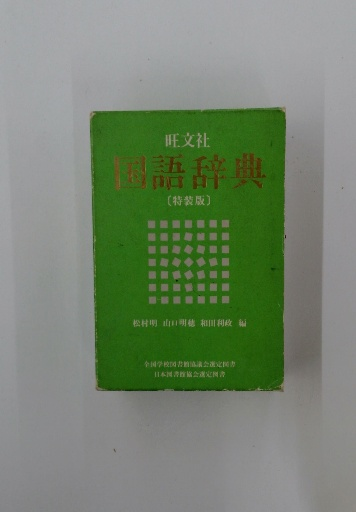 旺文社
国語辞典
〔特装版〕
松村明 山口明穂 和田利政 編
全国学校図書館協議会選定図書
日本図書館協会選定図書